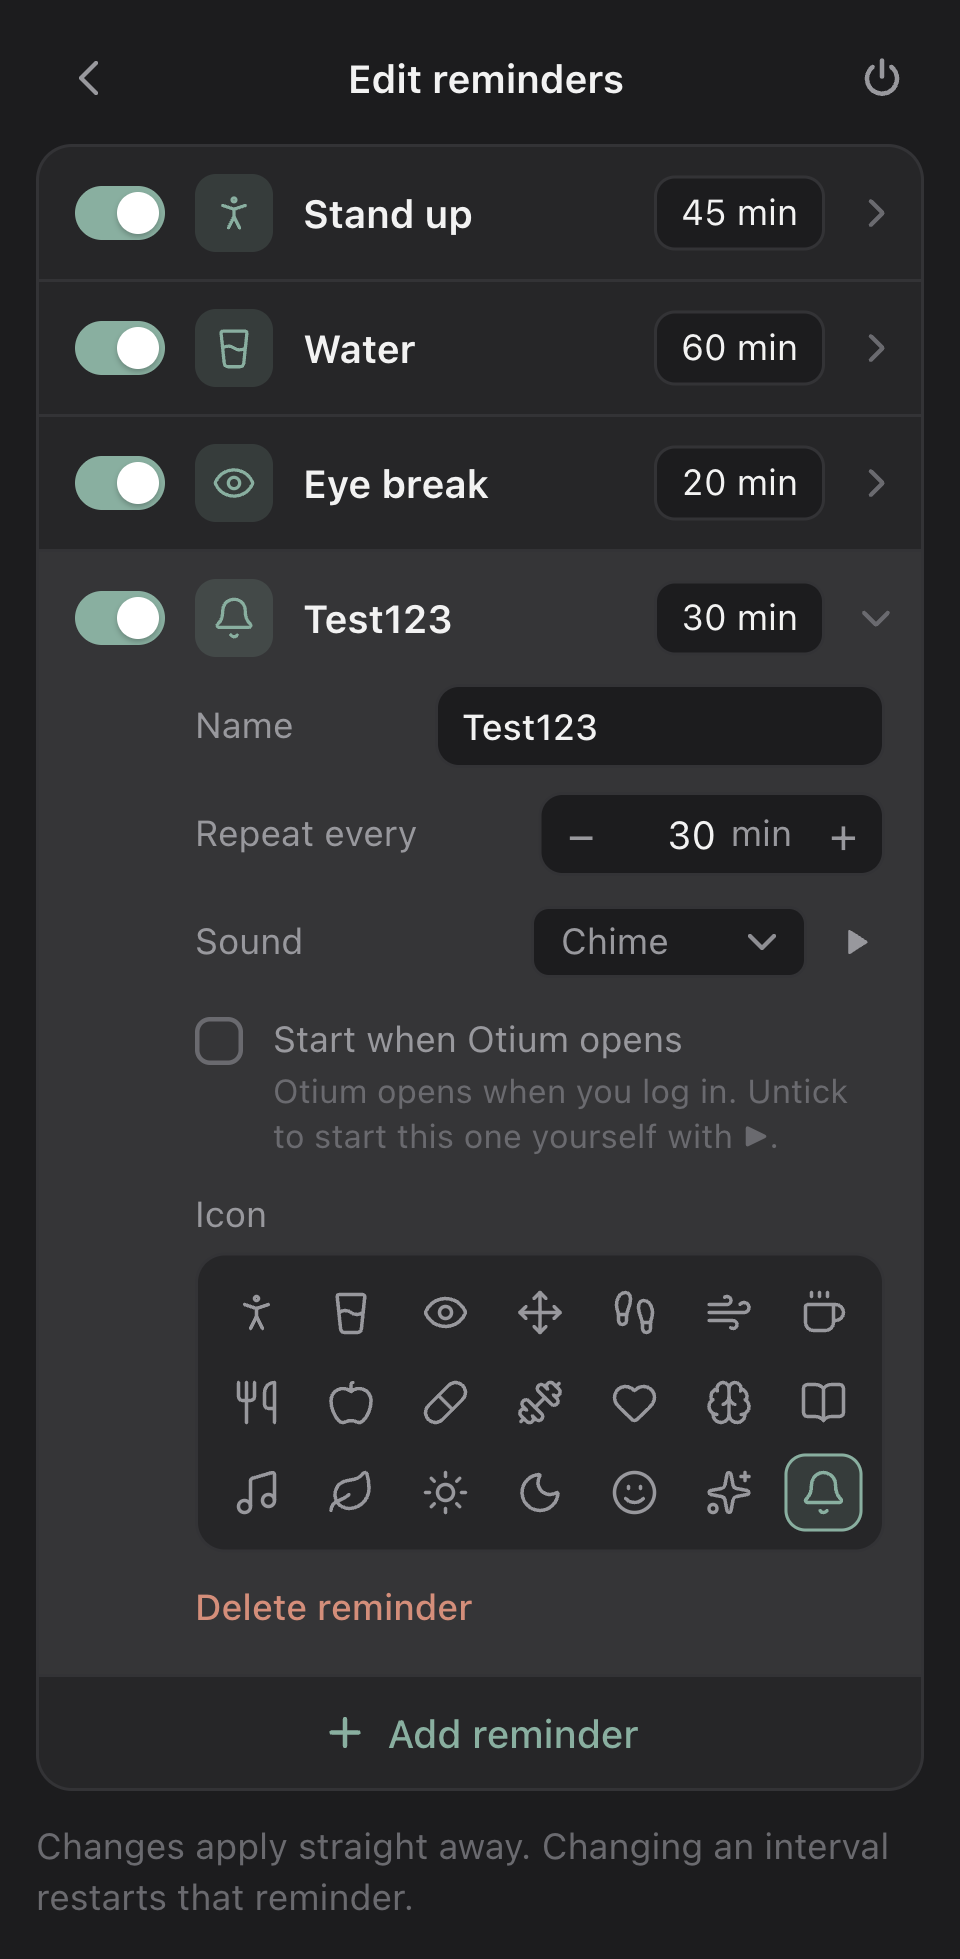 Edit reminders
Stand up 45 min
Water 60 min
Eye break 20 min
Test123 30 min
Name Test123
Repeat every − 30 min +
Sound Chime
Start when Otium opens
Otium opens when you log in. Untick
to start this one yourself with ▶.
Icon
Delete reminder
+ Add reminder
Changes apply straight away. Changing an interval
restarts that reminder.